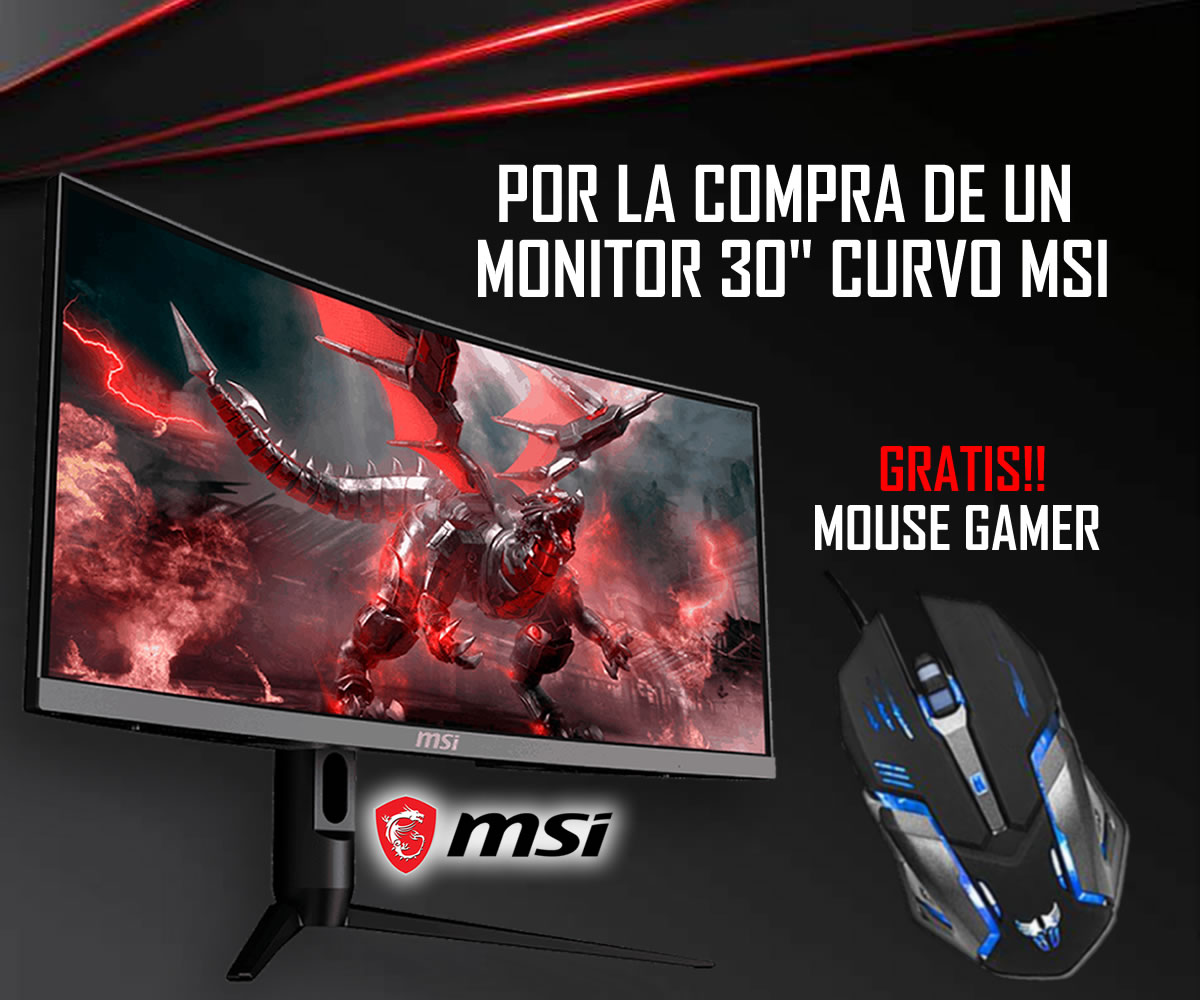 POR LA COMPRA DE UN
MONITOR 30" CURVO MSI
GRATIS!!
MOUSE GAMER
msi
msi